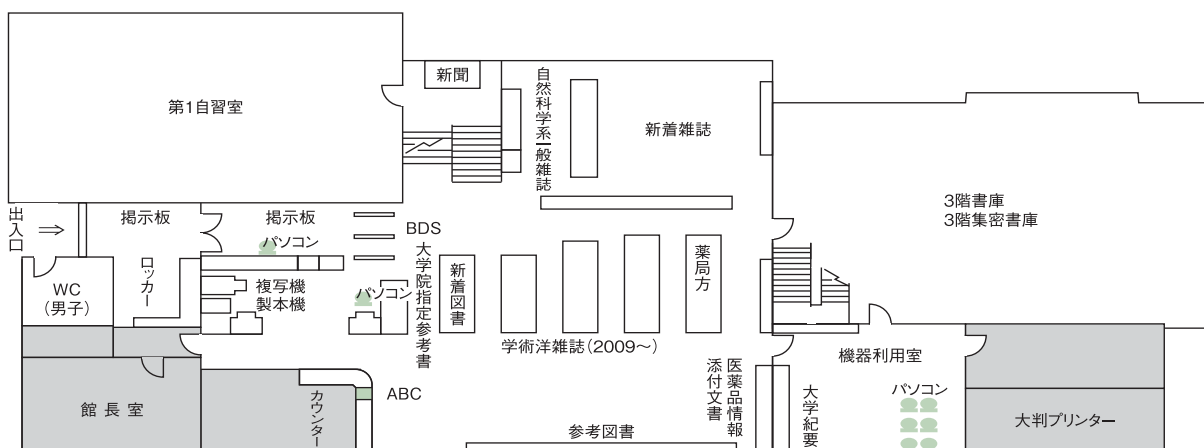 第1自習室
新聞
自然科学系一般雑誌
新着雑誌
3階書庫
3階集密書庫
出入口
掲示板
掲示板
パソコン
BDS
ロッカー
WC
(男子)
複写機
製本機
パソコン
大学院指定参考書
新着図書
薬局方
学術洋雑誌(2009~)
機器利用室
医薬品情報
添付文書
館長室
カウンター
ABC
参考図書
大学紀要
パソコン
大判プリンター